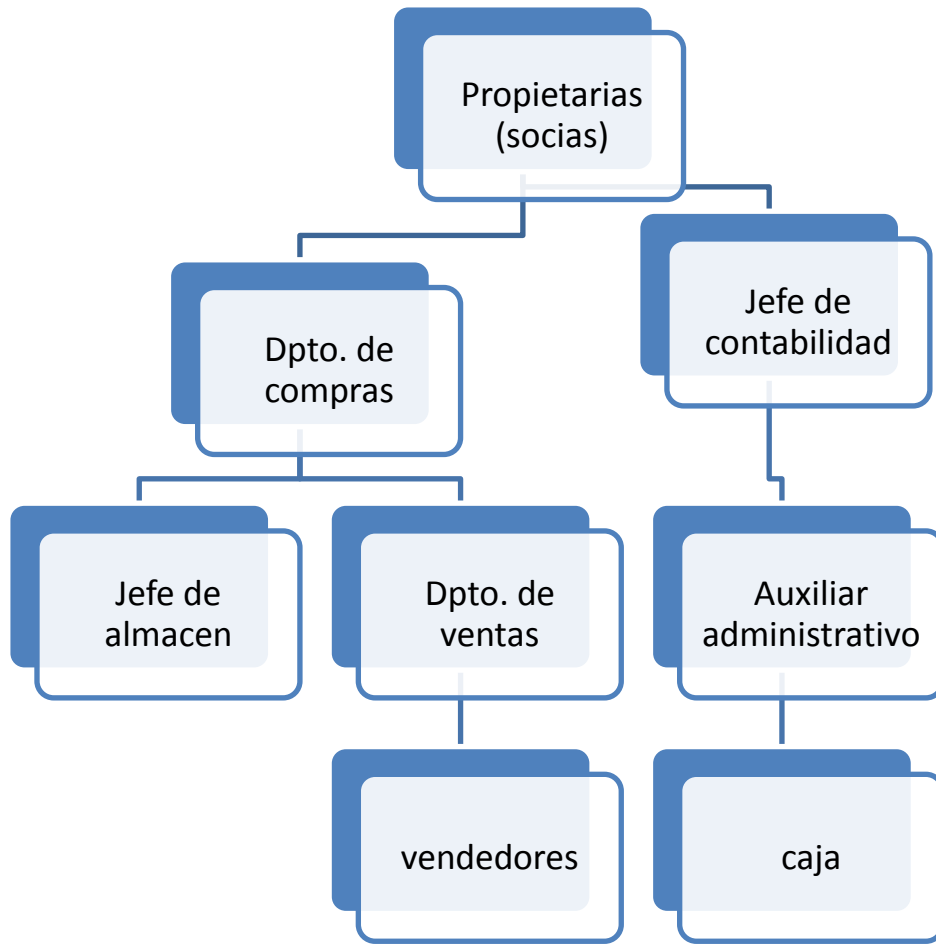 Propietarias
(socias)
Dpto. de
compras
Jefe de
contabilidad
Jefe de
almacen
Dpto. de
ventas
Auxiliar
administrativo
vendedores
caja